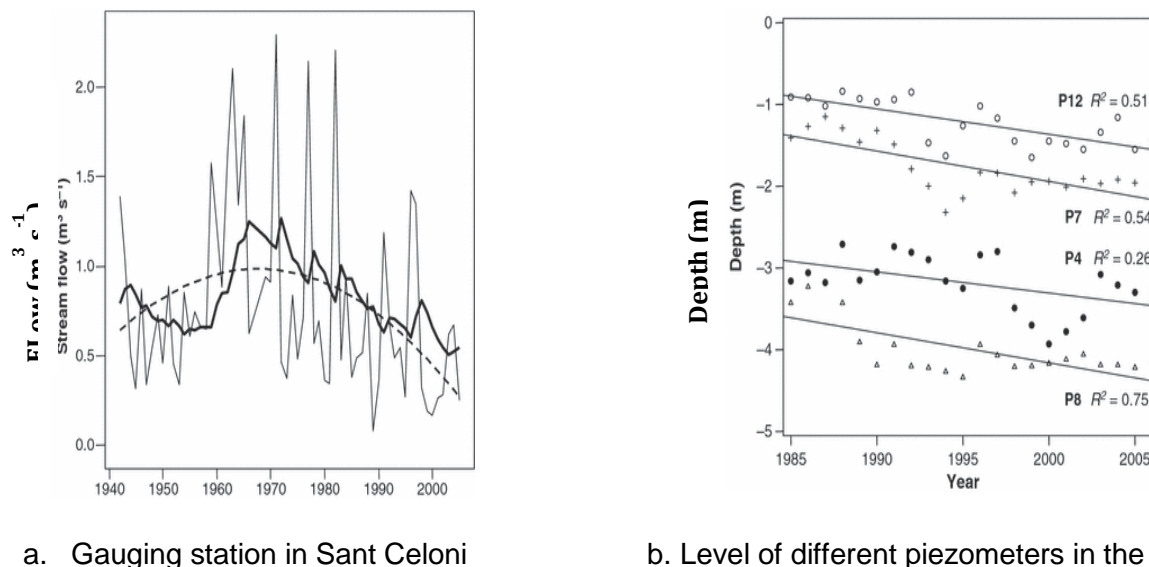 2.0
1.5
1.0
0.5
0.0
Stream flow (m³ s⁻¹)
1940 1950 1960 1970 1980 1990 2000
a. Gauging station in Sant Celoni
0
−1
−2
−3
−4
−5
Depth (m)
Depth (m)
P12 R² = 0.51
P7 R² = 0.54
P4 R² = 0.26
P8 R² = 0.75
1985 1990 1995 2000 2005
Year
b. Level of different piezometers in the